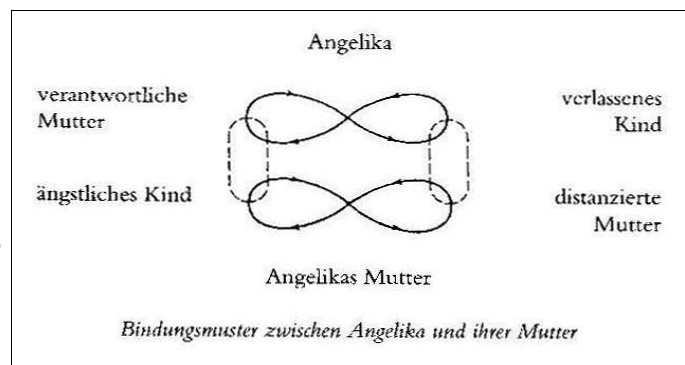 Angelika
verantwortliche
Mutter
verlassenes
Kind
ängstliches Kind
distanzierte
Mutter
Angelikas Mutter
Bindungsmuster zwischen Angelika und ihrer Mutter